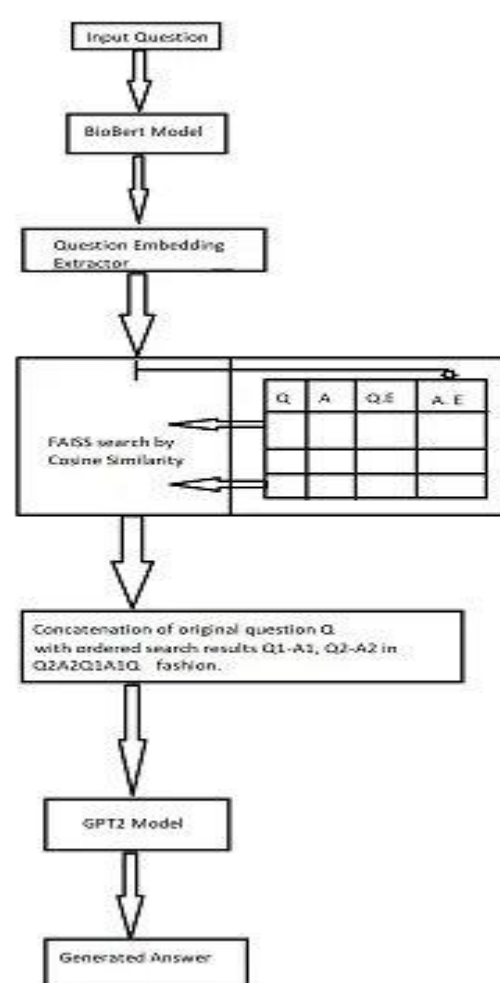 Input Question
BioBert Model
Question Embedding
Extractor
Q A Q.E A. E
FAISS search by
Cosine Similarity
Concatenation of original question Q
with ordered search results Q1-A1, Q2-A2 in
Q2A2Q1A1Q fashion.
GPT2 Model
Generated Answer